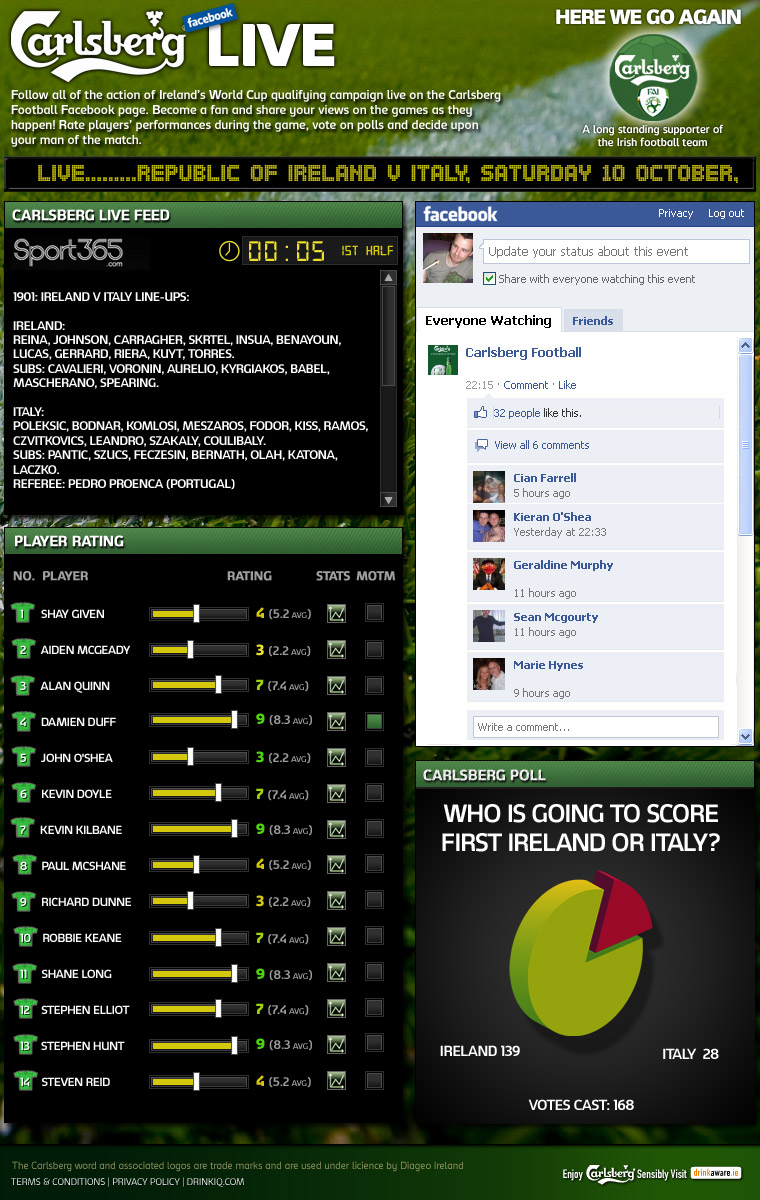 Carlsberg facebook LIVE
Follow all of the action of Ireland's World Cup qualifying campaign live on the Carlsberg
Football Facebook page. Become a fan and share your views on the games as they
happen! Rate players' performances during the game, vote on polls and decide upon
your man of the match.
HERE WE GO AGAIN
Carlsberg
FAI
A long standing supporter of
the Irish football team
LIVE.........REPUBLIC OF IRELAND V ITALY, SATURDAY 10 OCTOBER,
CARLSBERG LIVE FEED
Sport365.com
00:05 1ST HALF
1901: IRELAND V ITALY LINE-UPS:
IRELAND:
REINA, JOHNSON, CARRAGHER, SKRTEL, INSUA, BENAYOUN,
LUCAS, GERRARD, RIERA, KUYT, TORRES.
SUBS: CAVALIERI, VORONIN, AURELIO, KYRGIAKOS, BABEL,
MASCHERANO, SPEARING.
ITALY:
POLEKSIC, BODNAR, KOMLOSI, MESZAROS, FODOR, KISS, RAMOS,
CZVITKOVICS, LEANDRO, SZAKALY, COULIBALY.
SUBS: PANTIC, SZUCS, FECZESIN, BERNATH, OLAH, KATONA,
LACZKO.
REFEREE: PEDRO PROENCA (PORTUGAL)
PLAYER RATING
NO. PLAYER RATING STATS MOTM
1 SHAY GIVEN 4 (5.2 AVG)
2 AIDEN MCGEADY 3 (2.2 AVG)
3 ALAN QUINN 7 (7.4 AVG)
4 DAMIEN DUFF 9 (8.3 AVG)
5 JOHN O'SHEA 3 (2.2 AVG)
6 KEVIN DOYLE 7 (7.4 AVG)
7 KEVIN KILBANE 9 (8.3 AVG)
8 PAUL MCSHANE 4 (5.2 AVG)
9 RICHARD DUNNE 3 (2.2 AVG)
10 ROBBIE KEANE 7 (7.4 AVG)
11 SHANE LONG 9 (8.3 AVG)
12 STEPHEN ELLIOT 7 (7.4 AVG)
13 STEPHEN HUNT 9 (8.3 AVG)
14 STEVEN REID 4 (5.2 AVG)
facebook Privacy Log out
Update your status about this event
Share with everyone watching this event
Everyone Watching Friends
Carlsberg Football
22:15 · Comment · Like
32 people like this.
View all 6 comments
Cian Farrell
5 hours ago
Kieran O'Shea
Yesterday at 22:33
Geraldine Murphy
11 hours ago
Sean Mcgourty
11 hours ago
Marie Hynes
9 hours ago
Write a comment...
CARLSBERG POLL
WHO IS GOING TO SCORE
FIRST IRELAND OR ITALY?
IRELAND 139
ITALY 28
VOTES CAST: 168
The Carlsberg word and associated logos are trade marks and are used under licience by Diageo Ireland
TERMS & CONDITIONS | PRIVACY POLICY | DRINKIQ.COM
Enjoy Carlsberg Sensibly Visit drinkaware.ie